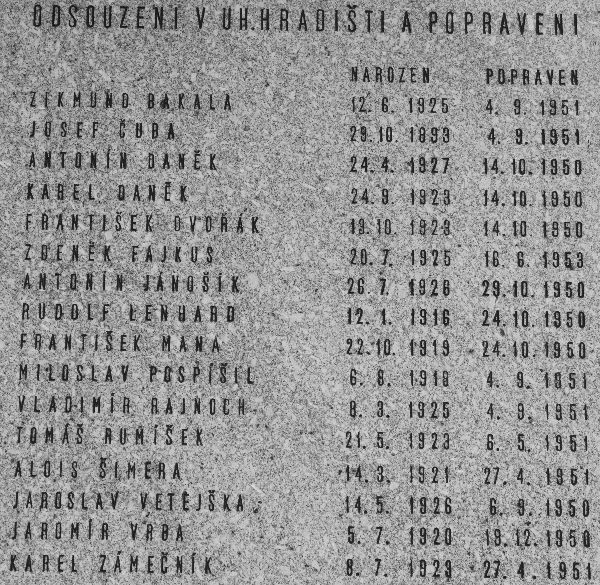 ODSOUZENÍ V UH.HRADIŠTI A POPRAVENI
NAROZEN POPRAVEN
ZIKMUND BAKALA 12. 6. 1925 4. 9. 1951
JOSEF ČUBA 29.10. 1893 4. 9. 1951
ANTONÍN DANĚK 24.4. 1927 14.10. 1950
KAREL DANĚK 24.9. 1923 14.10. 1950
FRANTIŠEK DVOŘÁK 19.10. 1923 14.10. 1950
ZDENĚK FAJKUS 20.7. 1925 16.6. 1953
ANTONÍN JÁNOŠÍK 26.7. 1926 29.10. 1950
RUDOLF LENHARD 12.1. 1916 24.10. 1950
FRANTIŠEK MANA 22.10. 1919 24.10. 1950
MILOSLAV POSPÍŠIL 6. 8. 1918 4. 9. 1951
VLADIMÍR RAJNOCH 8. 3. 1925 4. 9. 1951
TOMÁŠ RUMÍŠEK 21.5. 1923 6. 5. 1951
ALOIS ŠIMERA 14.3. 1921 27.4. 1951
JAROSLAV VETEJŠKA 14.5. 1926 6. 9. 1950
JAROMÍR VRBA 5. 7. 1920 19.12. 1950
KAREL ZÁMEČNÍK 8. 7. 1929 27.4. 1951